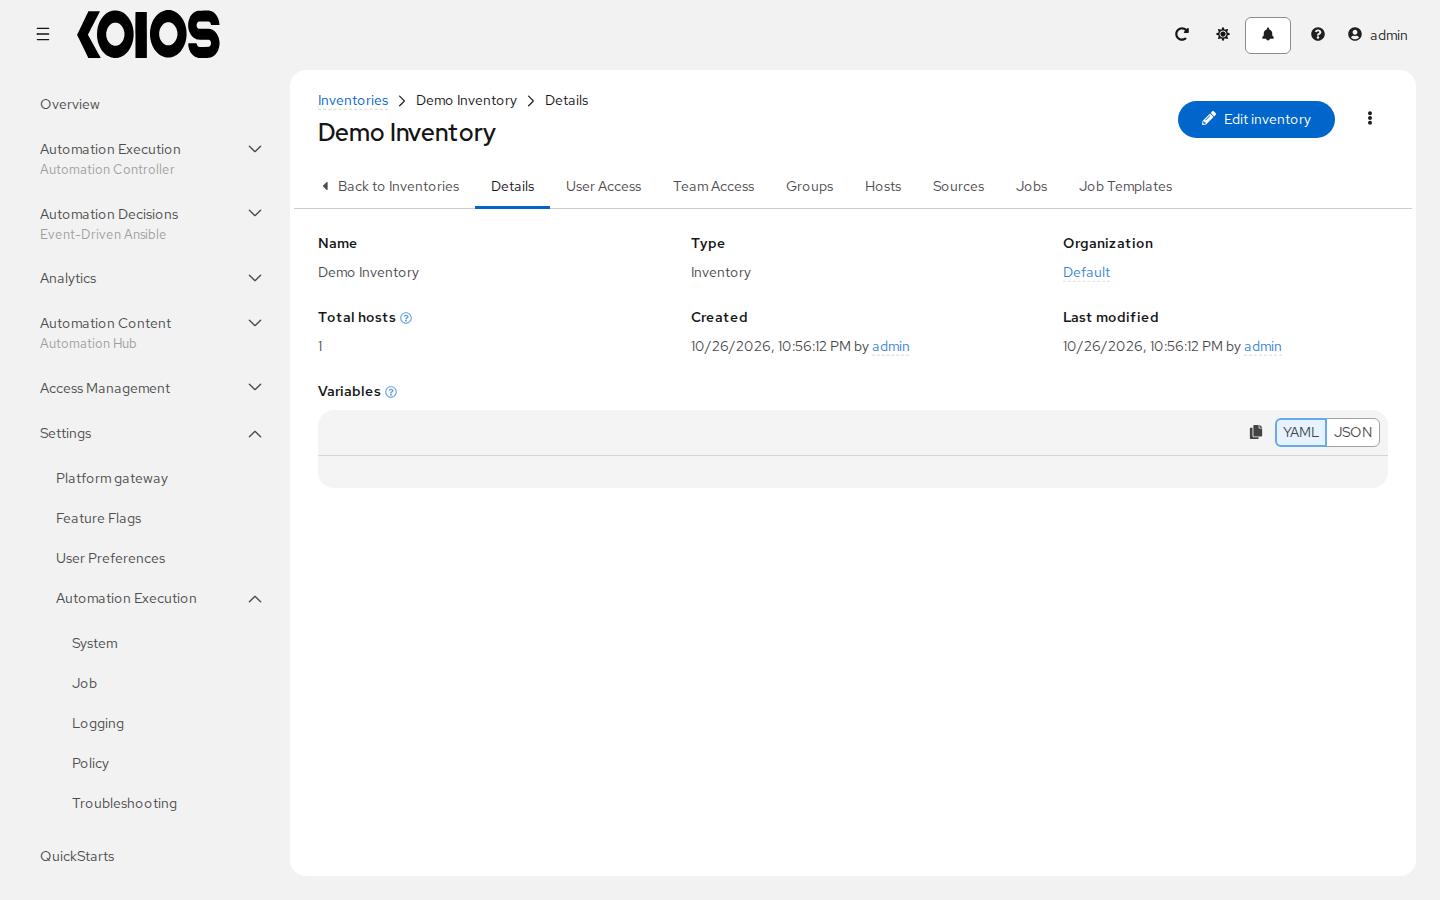 KOIOS
admin
Overview
Automation Execution
Automation Controller
Automation Decisions
Event-Driven Ansible
Analytics
Automation Content
Automation Hub
Access Management
Settings
Platform gateway
Feature Flags
User Preferences
Automation Execution
System
Job
Logging
Policy
Troubleshooting
QuickStarts
Inventories Demo Inventory Details
Demo Inventory
Edit inventory
Back to Inventories Details User Access Team Access Groups Hosts Sources Jobs Job Templates
Name Type Organization
Demo Inventory Inventory Default
Total hosts Created Last modified
1 10/26/2026, 10:56:12 PM by admin 10/26/2026, 10:56:12 PM by admin
Variables
YAML JSON